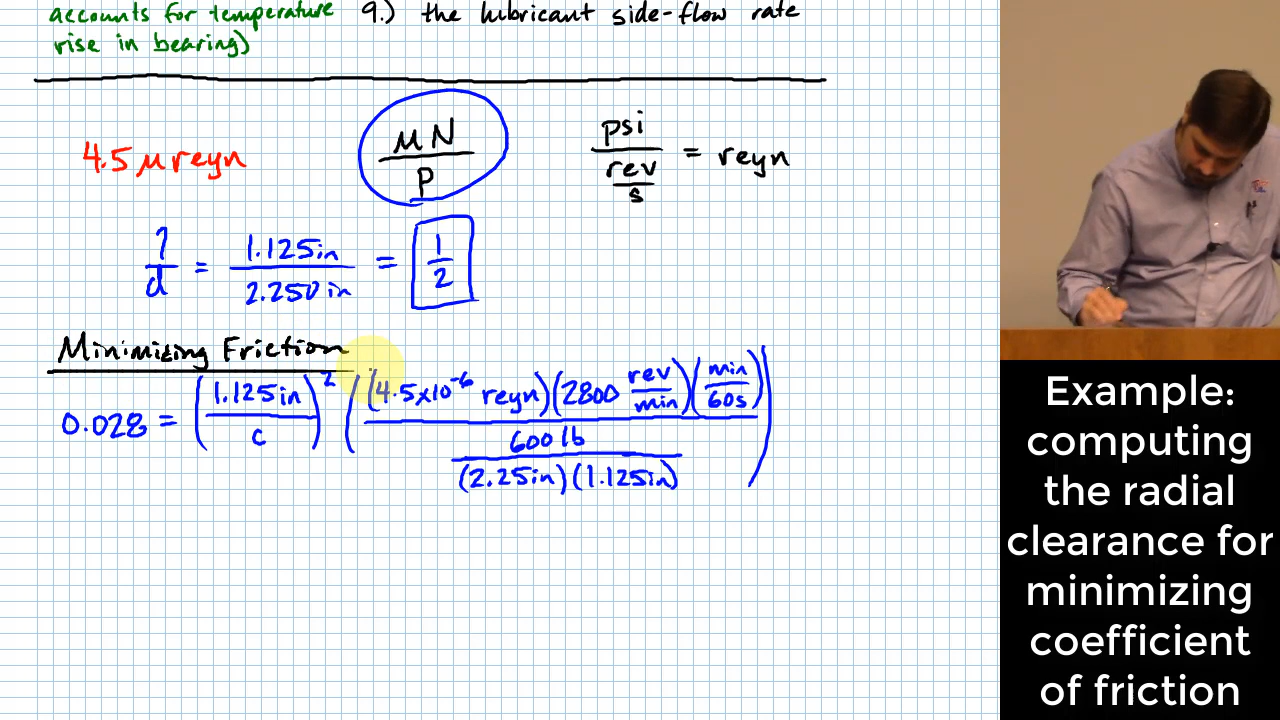 accounts for temperature 9.) the lubricant side-flow rate
rise in bearing)
4.5 μreyn
μN
P
psi
rev
s
= reyn
l/d = 1.125in / 2.250 in = 1/2
Minimizing Friction
0.028 = (1.125in / c)² ((4.5x10⁻⁶ reyn)(2800 rev/min)(min/60s) / (600 lb / (2.25in)(1.125in)))
Example:
computing
the radial
clearance for
minimizing
coefficient
of friction